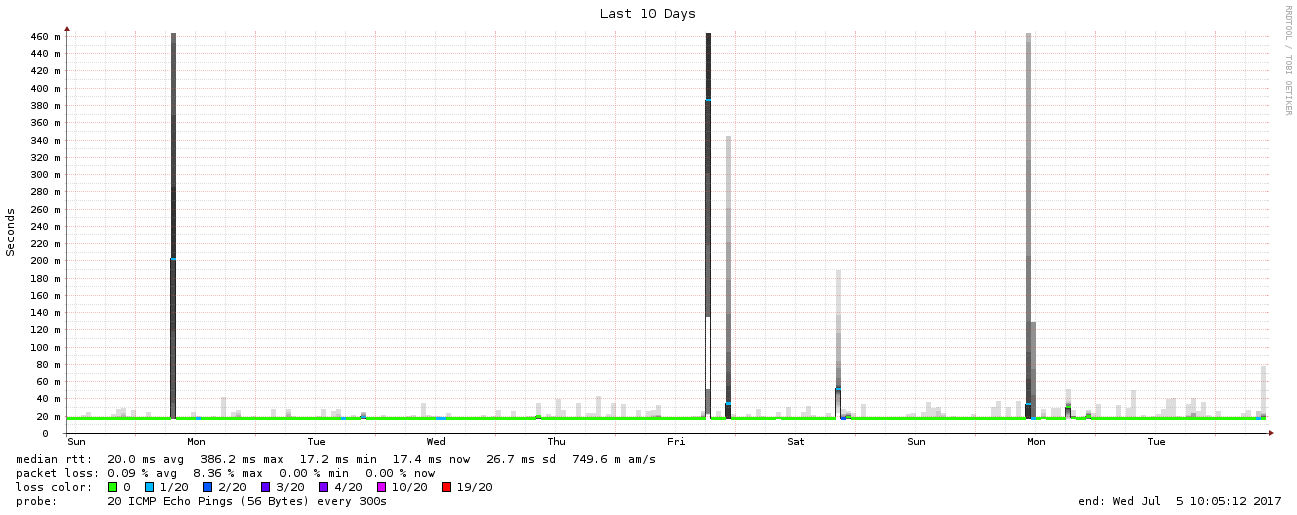 Last 10 Days
RRDTOOL / TOBI OETIKER
Seconds
460 m
440 m
420 m
400 m
380 m
360 m
340 m
320 m
300 m
280 m
260 m
240 m
220 m
200 m
180 m
160 m
140 m
120 m
100 m
80 m
60 m
40 m
20 m
0
Sun Mon Tue Wed Thu Fri Sat Sun Mon Tue
median rtt: 20.0 ms avg 386.2 ms max 17.2 ms min 17.4 ms now 26.7 ms sd 749.6 m am/s
packet loss: 0.09 % avg 8.36 % max 0.00 % min 0.00 % now
loss color: 0 1/20 2/20 3/20 4/20 10/20 19/20
probe: 20 ICMP Echo Pings (56 Bytes) every 300s end: Wed Jul 5 10:05:12 2017